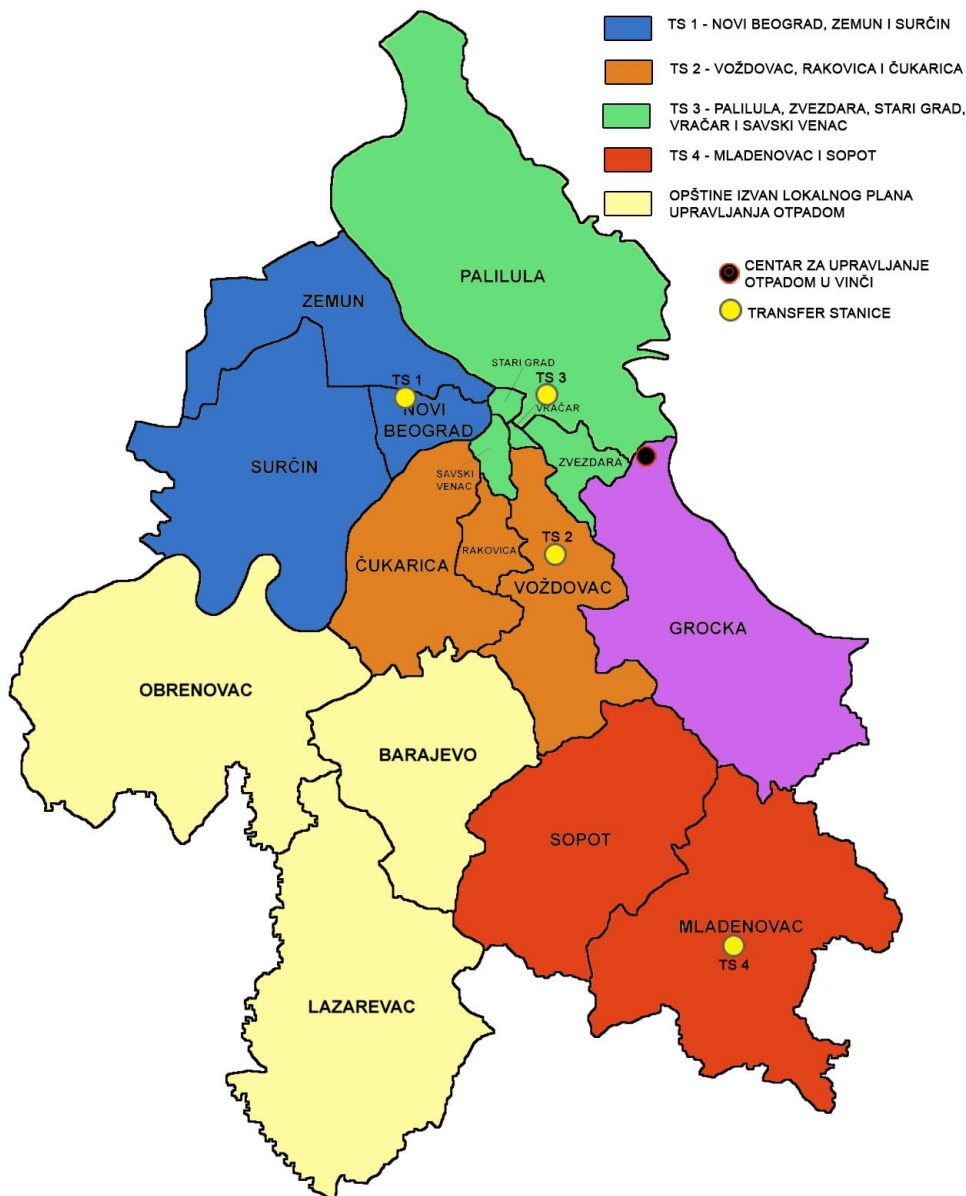 TS 1 - NOVI BEOGRAD, ZEMUN I SURČIN
TS 2 - VOŽDOVAC, RAKOVICA I ČUKARICA
TS 3 - PALILULA, ZVEZDARA, STARI GRAD,
VRAČAR I SAVSKI VENAC
TS 4 - MLADENOVAC I SOPOT
OPŠTINE IZVAN LOKALNOG PLANA
UPRAVLJANJA OTPADOM
CENTAR ZA UPRAVLJANJE
OTPADOM U VINČI
TRANSFER STANICE
PALILULA
ZEMUN
STARI GRAD
TS 1
TS 3
NOVI
BEOGRAD
VRAČAR
SURČIN
SAVSKI
VENAC
ZVEZDARA
TS 2
RAKOVICA
ČUKARICA
VOŽDOVAC
GROCKA
OBRENOVAC
BARAJEVO
SOPOT
MLADENOVAC
TS 4
LAZAREVAC